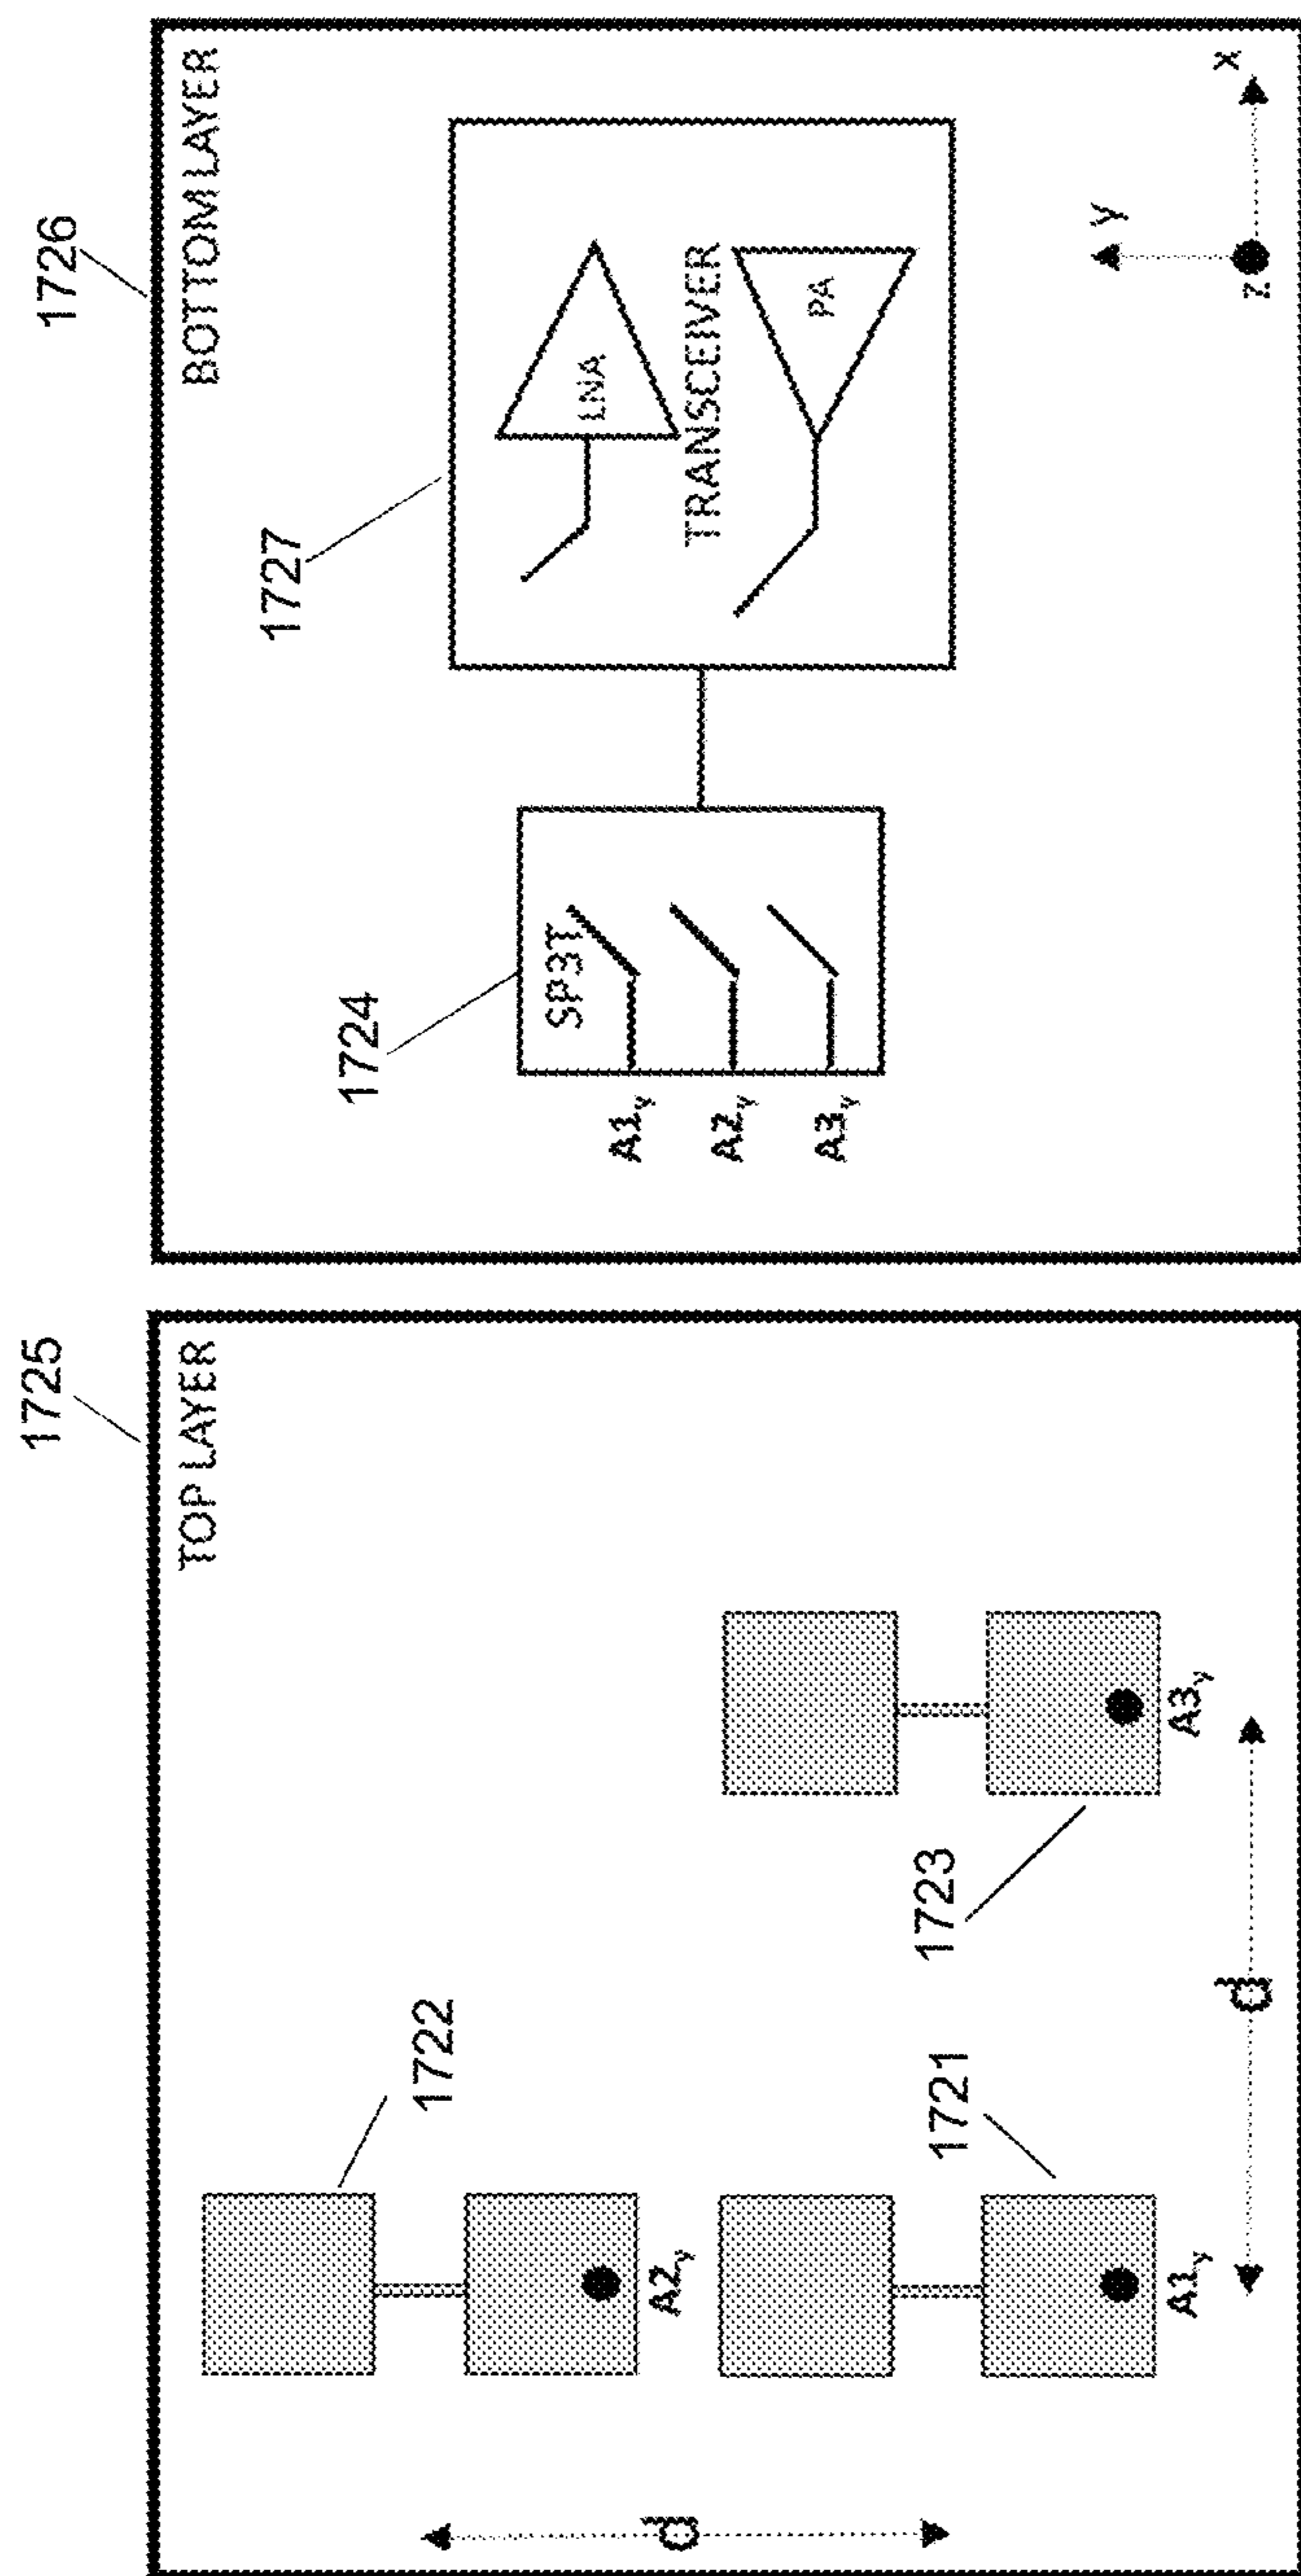 1725
TOP LAYER
1722
A2y
1721
A1y
1723
A3y
d
d
1726
BOTTOM LAYER
1727
1724
SP3T
A1y
A2y
A3y
LNA
TRANSCEIVER
PA
y
x
z